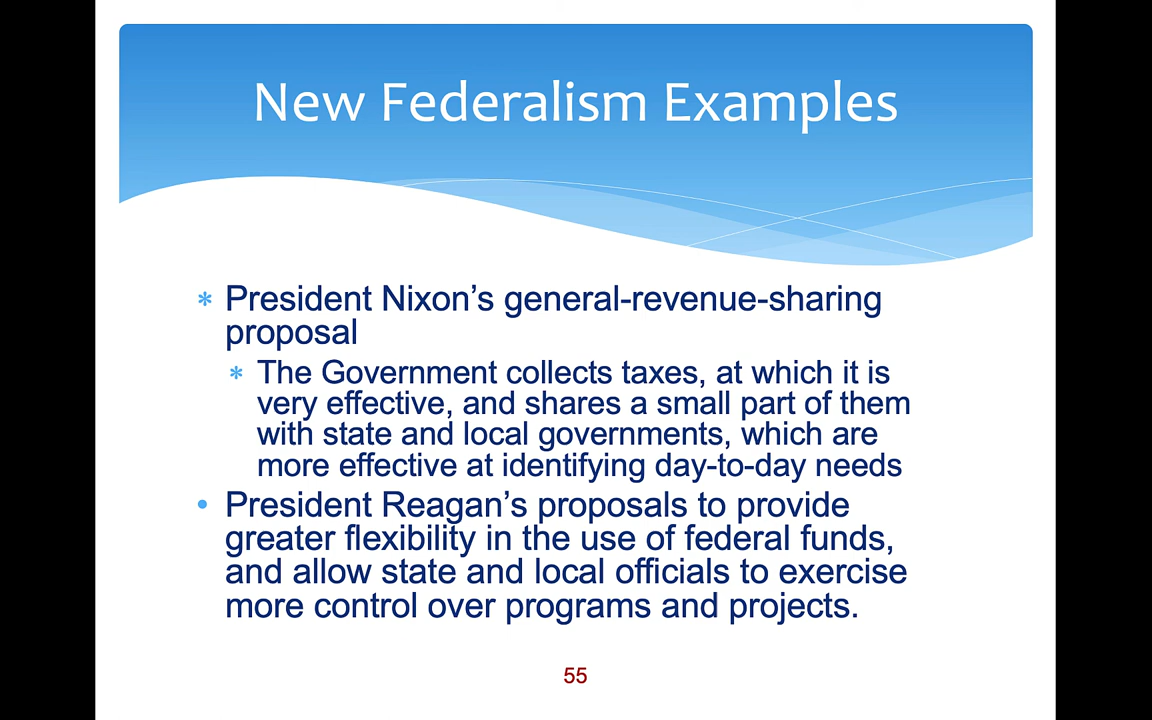 New Federalism Examples
* President Nixon's general-revenue-sharing
proposal
* The Government collects taxes, at which it is
very effective, and shares a small part of them
with state and local governments, which are
more effective at identifying day-to-day needs
• President Reagan's proposals to provide
greater flexibility in the use of federal funds,
and allow state and local officials to exercise
more control over programs and projects.
55